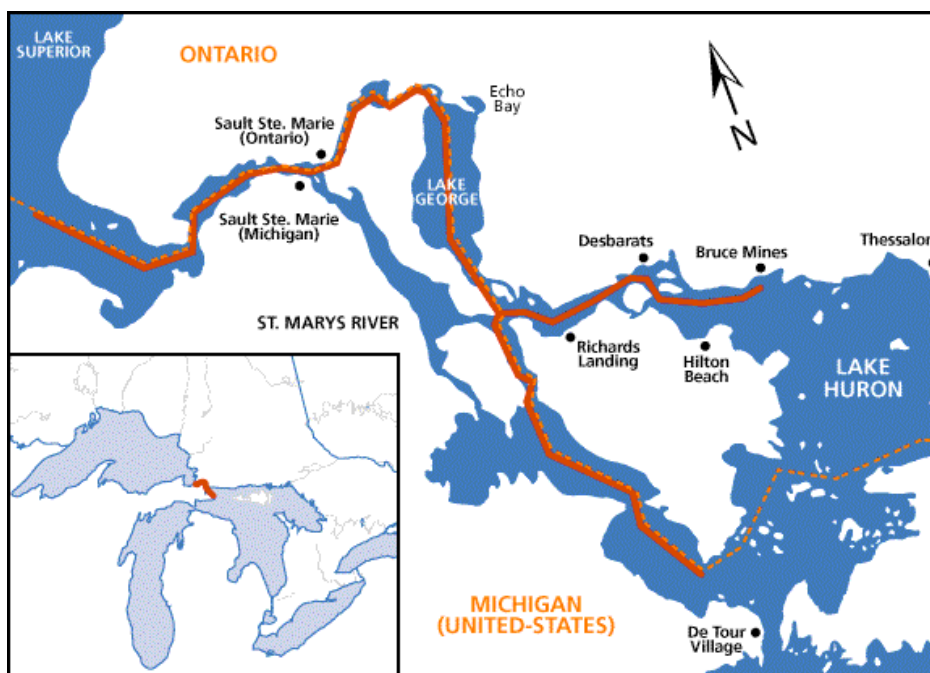 LAKE
SUPERIOR
ONTARIO
Echo
Bay
N
Sault Ste. Marie
(Ontario)
LAKE
GEORGE
Sault Ste. Marie
(Michigan)
Desbarats
Bruce Mines
Thessalon
ST. MARYS RIVER
Richards
Landing
Hilton
Beach
LAKE
HURON
MICHIGAN
(UNITED-STATES)
De Tour
Village